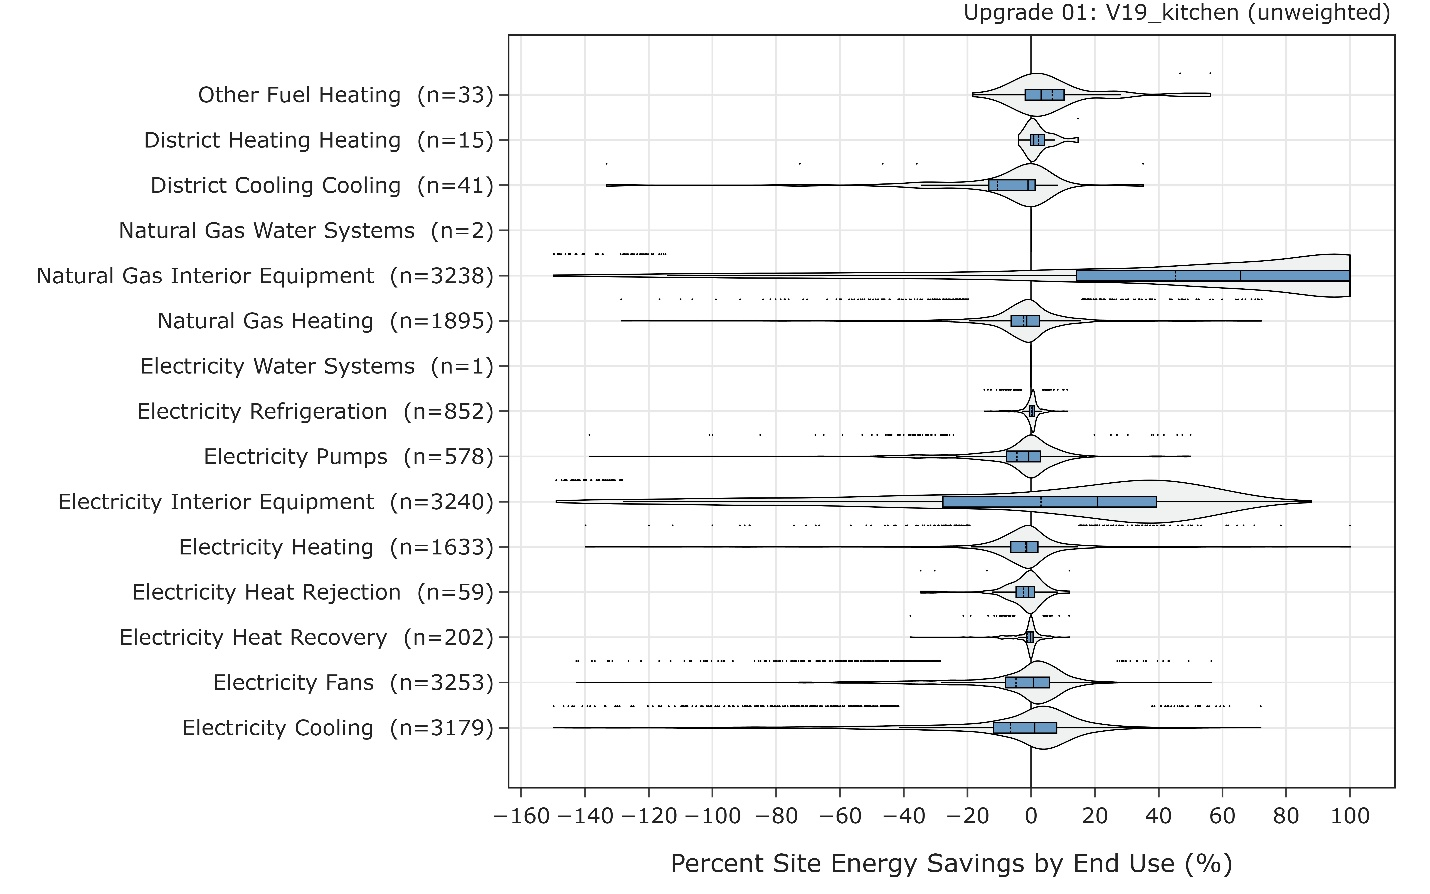 Upgrade 01: V19_kitchen (unweighted)
Other Fuel Heating (n=33)
District Heating Heating (n=15)
District Cooling Cooling (n=41)
Natural Gas Water Systems (n=2)
Natural Gas Interior Equipment (n=3238)
Natural Gas Heating (n=1895)
Electricity Water Systems (n=1)
Electricity Refrigeration (n=852)
Electricity Pumps (n=578)
Electricity Interior Equipment (n=3240)
Electricity Heating (n=1633)
Electricity Heat Rejection (n=59)
Electricity Heat Recovery (n=202)
Electricity Fans (n=3253)
Electricity Cooling (n=3179)
−160 −140 −120 −100 −80 −60 −40 −20 0 20 40 60 80 100
Percent Site Energy Savings by End Use (%)